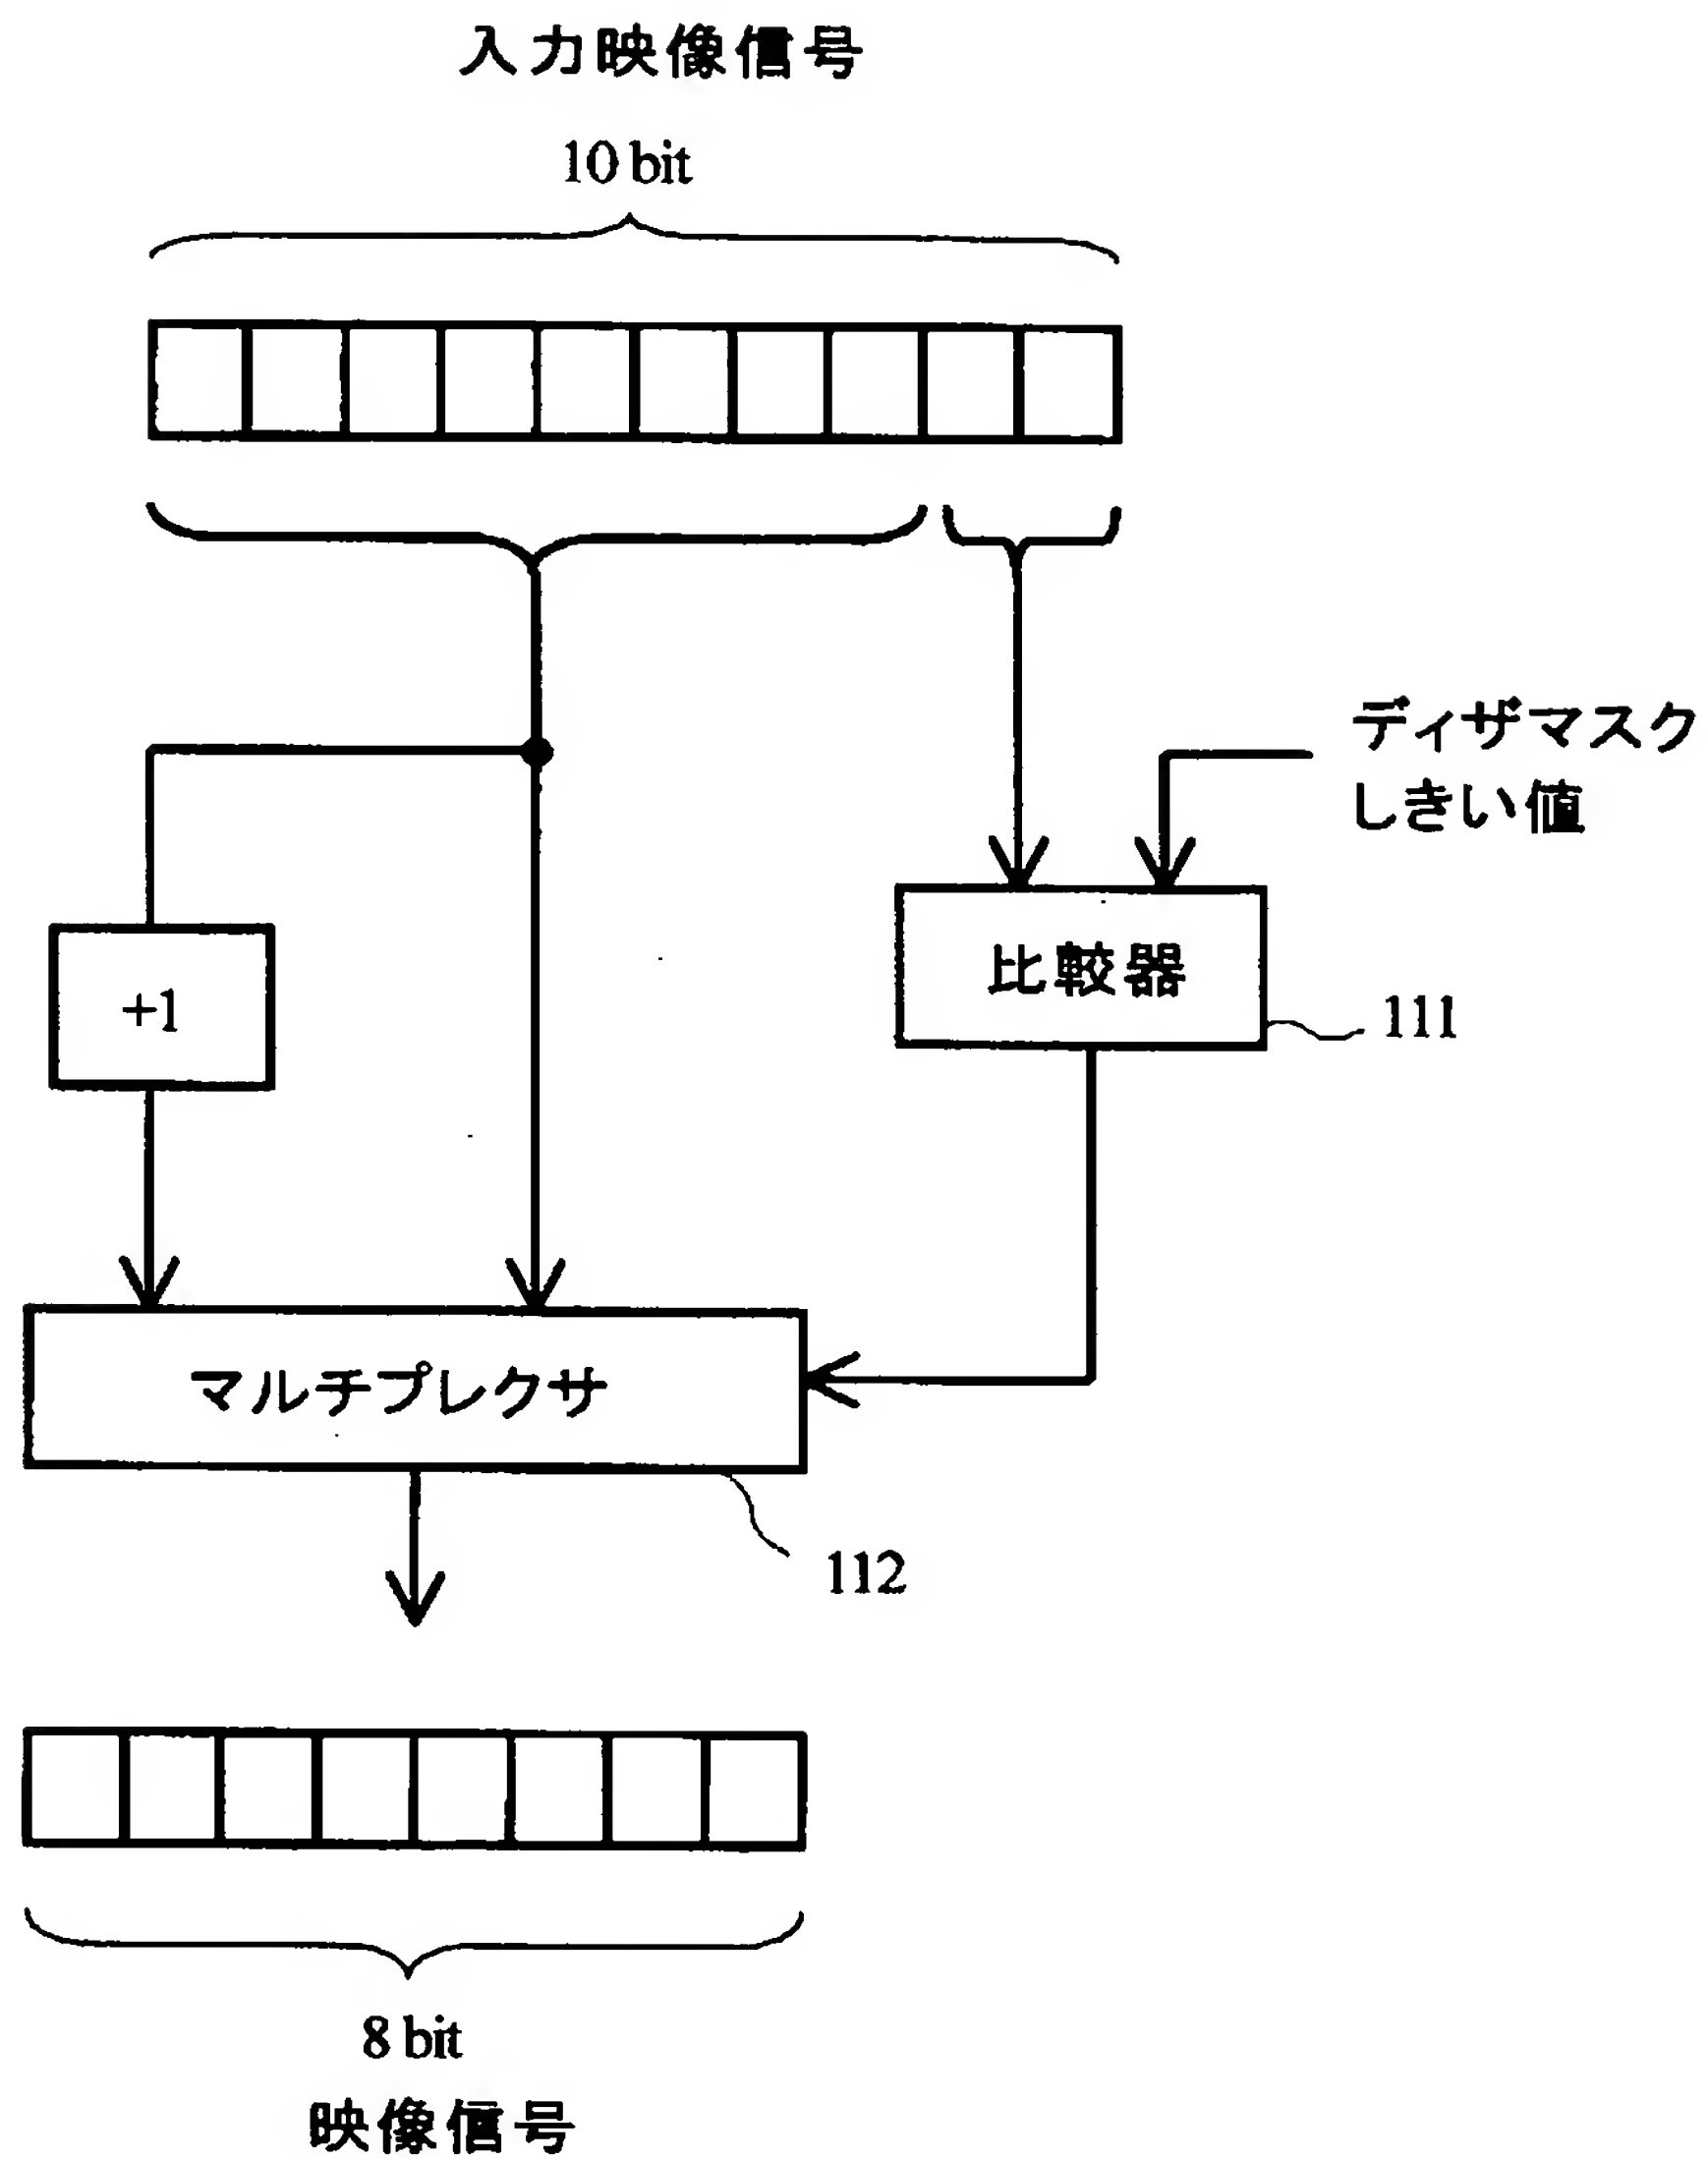 入力映像信号
10 bit
ディザマスク
しきい値
比較器
+1
111
マルチプレクサ
112
8 bit
映像信号